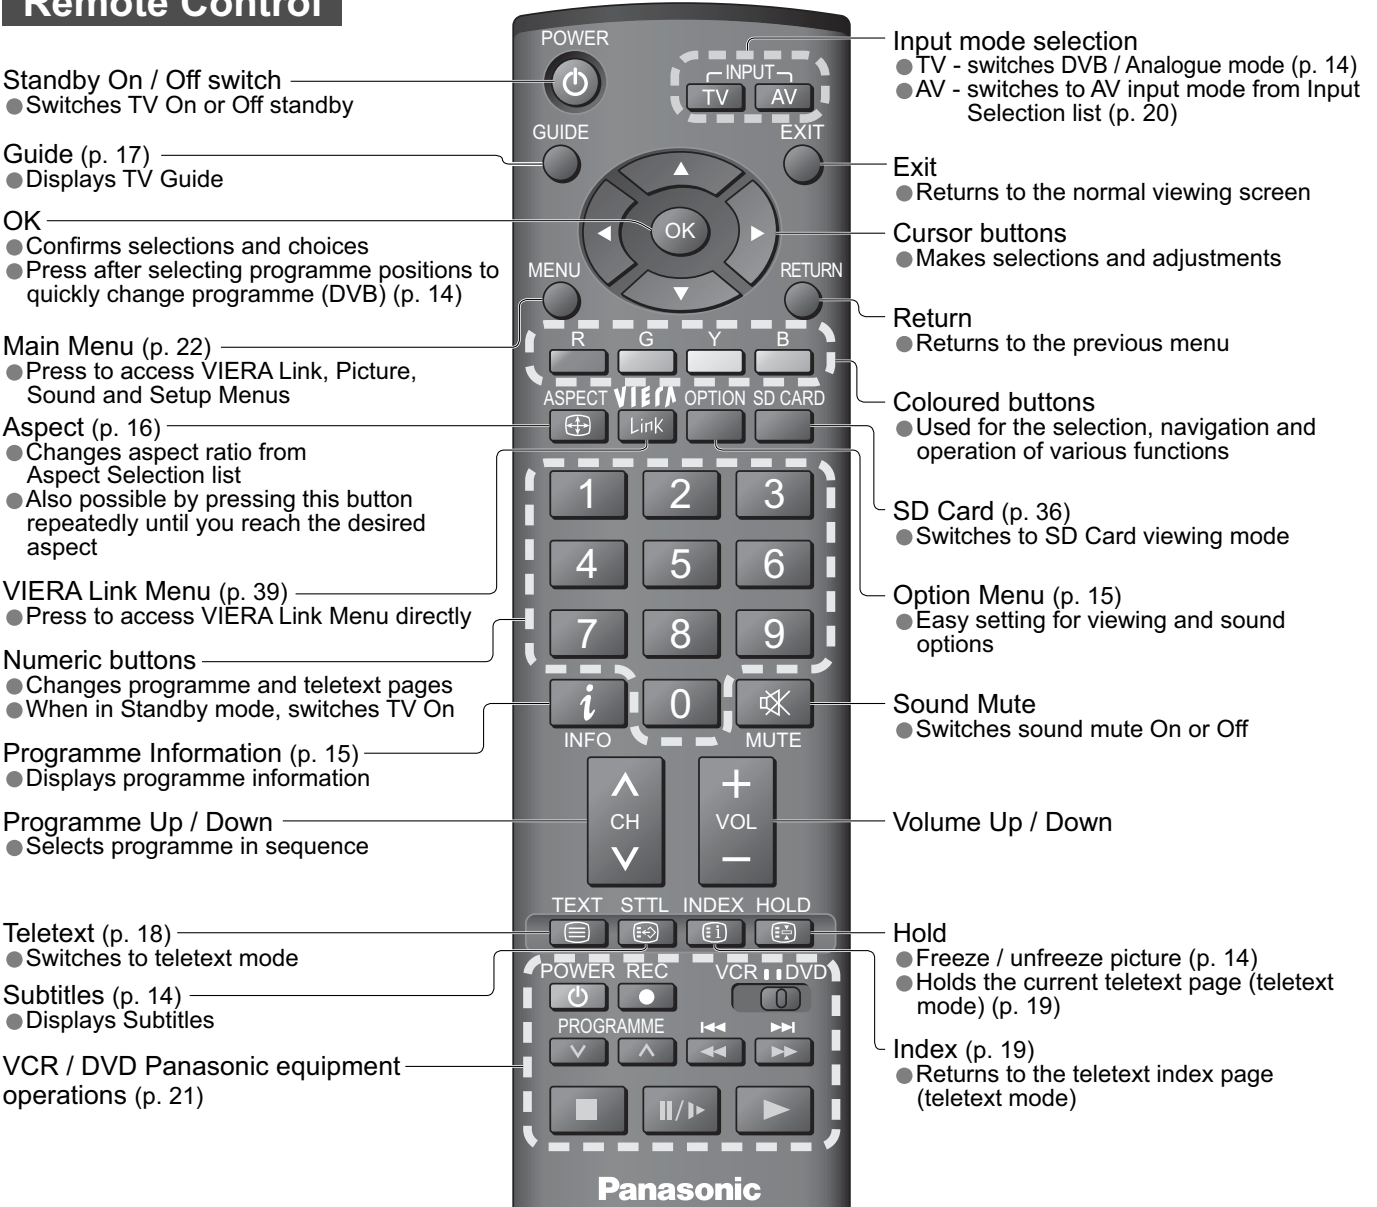 Remote Control
Standby On / Off switch
●Switches TV On or Off standby
Guide (p. 17)
●Displays TV Guide
OK
●Confirms selections and choices
●Press after selecting programme positions to
quickly change programme (DVB) (p. 14)
Main Menu (p. 22)
●Press to access VIERA Link, Picture,
Sound and Setup Menus
Aspect (p. 16)
●Changes aspect ratio from
Aspect Selection list
●Also possible by pressing this button
repeatedly until you reach the desired
aspect
VIERA Link Menu (p. 39)
●Press to access VIERA Link Menu directly
Numeric buttons
●Changes programme and teletext pages
●When in Standby mode, switches TV On
Programme Information (p. 15)
●Displays programme information
Programme Up / Down
●Selects programme in sequence
Teletext (p. 18)
●Switches to teletext mode
Subtitles (p. 14)
●Displays Subtitles
VCR / DVD Panasonic equipment
operations (p. 21)
POWER
INPUT
TV AV
GUIDE EXIT
OK
MENU RETURN
R G Y B
ASPECT VIERA OPTION SD CARD
Link
1 2 3
4 5 6
7 8 9
i 0
INFO MUTE
CH VOL
TEXT STTL INDEX HOLD
POWER REC VCR DVD
PROGRAMME
Panasonic
Input mode selection
●TV - switches DVB / Analogue mode (p. 14)
●AV - switches to AV input mode from Input
Selection list (p. 20)
Exit
●Returns to the normal viewing screen
Cursor buttons
●Makes selections and adjustments
Return
●Returns to the previous menu
Coloured buttons
●Used for the selection, navigation and
operation of various functions
SD Card (p. 36)
●Switches to SD Card viewing mode
Option Menu (p. 15)
●Easy setting for viewing and sound
options
Sound Mute
●Switches sound mute On or Off
Volume Up / Down
Hold
●Freeze / unfreeze picture (p. 14)
●Holds the current teletext page (teletext
mode) (p. 19)
Index (p. 19)
●Returns to the teletext index page
(teletext mode)